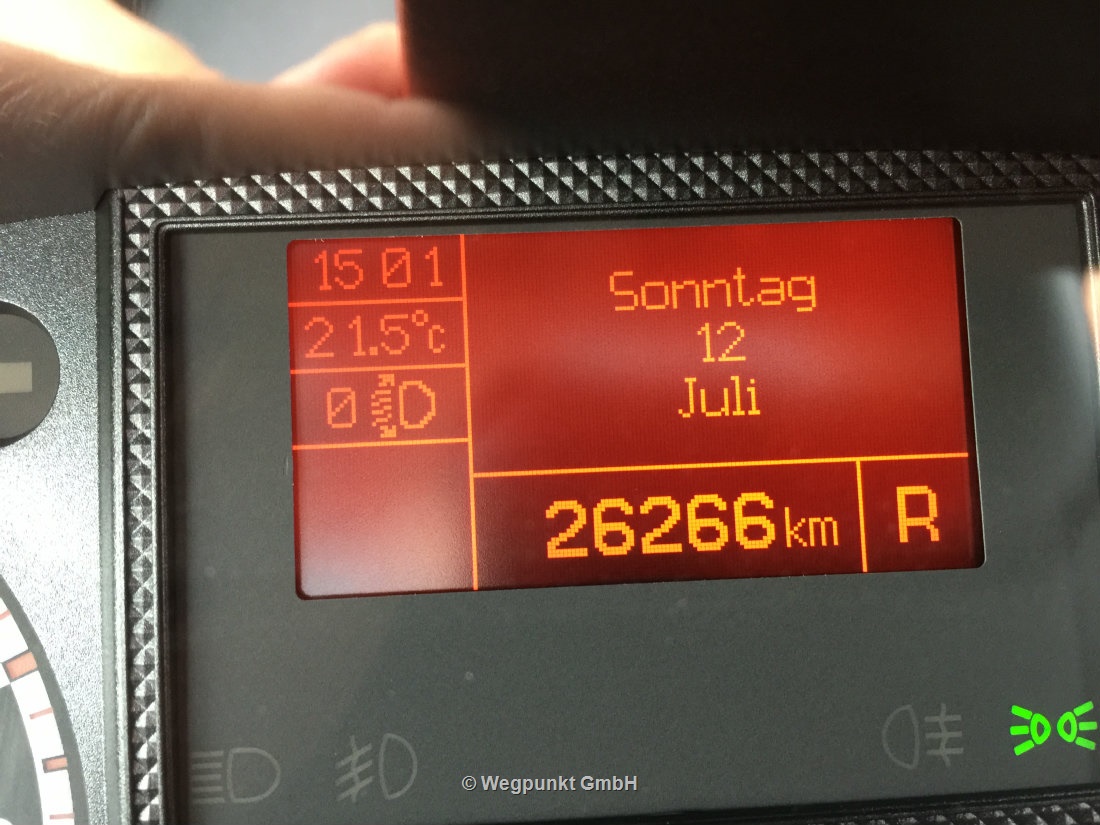 15 01
21.5°c
0
Sonntag
12
Juli
26266 km
R
© Wegpunkt GmbH